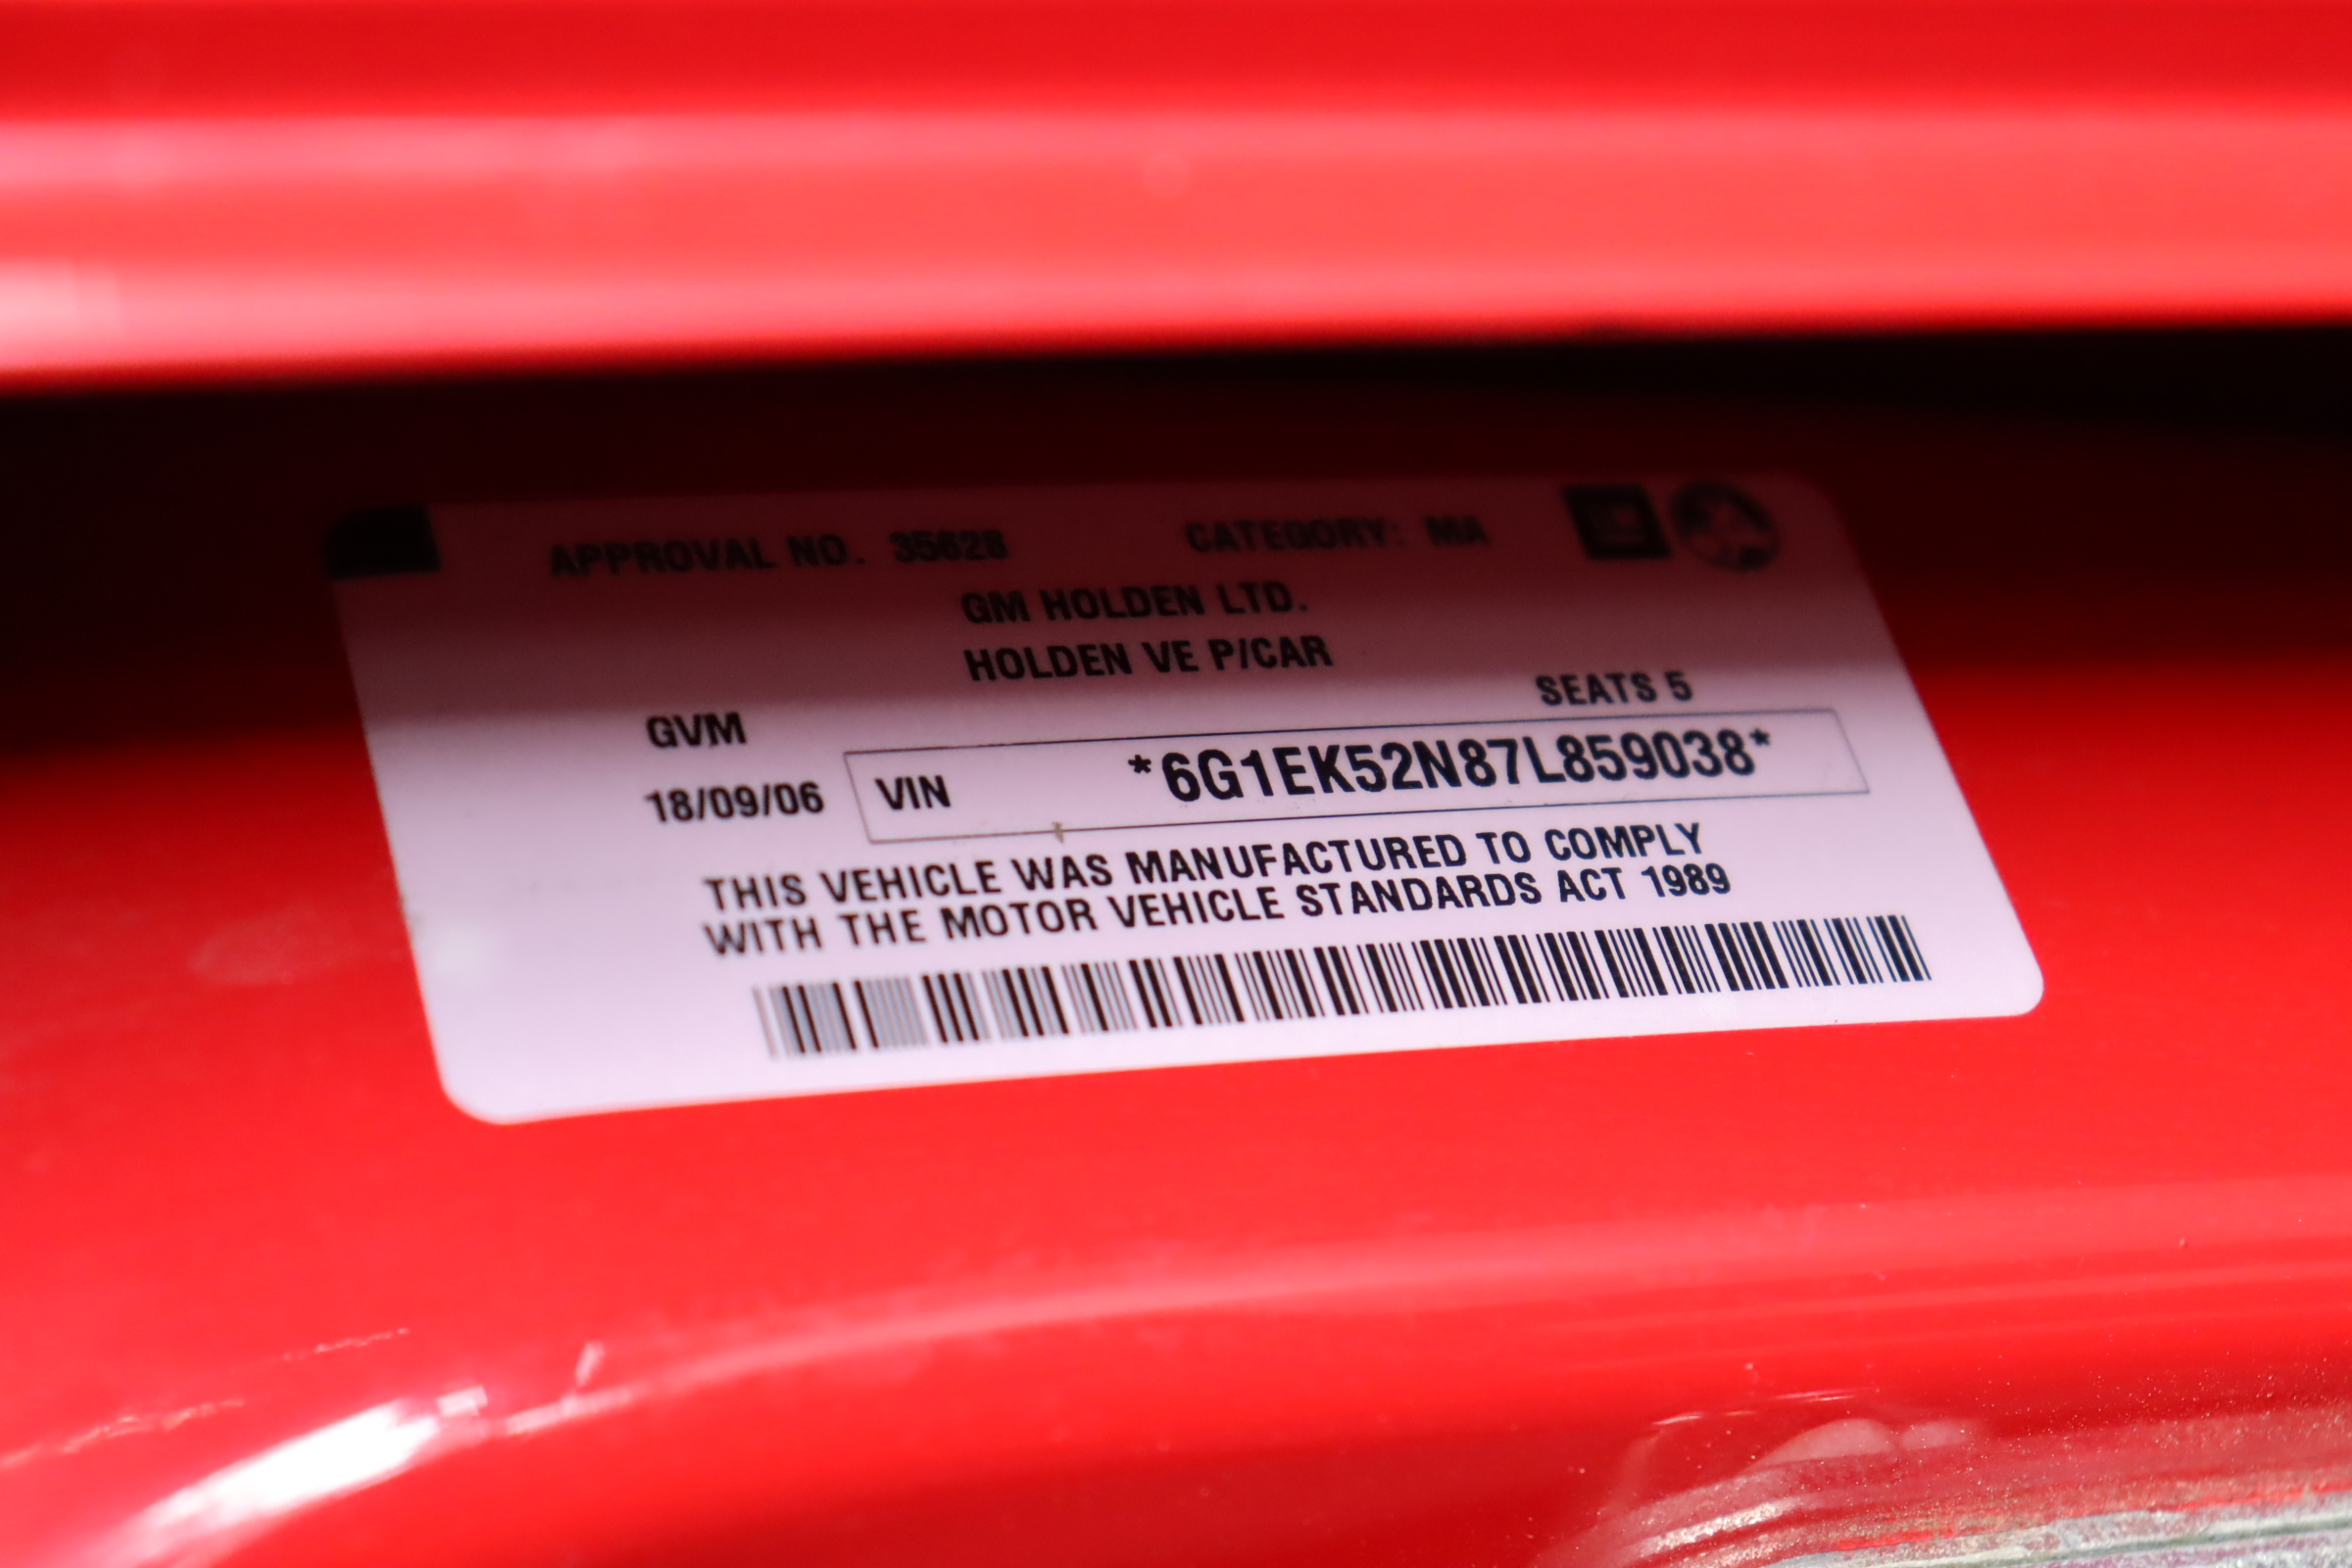 APPROVAL NO. 35628 CATEGORY: MA
GM HOLDEN LTD.
HOLDEN VE P/CAR
GVM SEATS 5
18/09/06 VIN *6G1EK52N87L859038*
THIS VEHICLE WAS MANUFACTURED TO COMPLY
WITH THE MOTOR VEHICLE STANDARDS ACT 1989